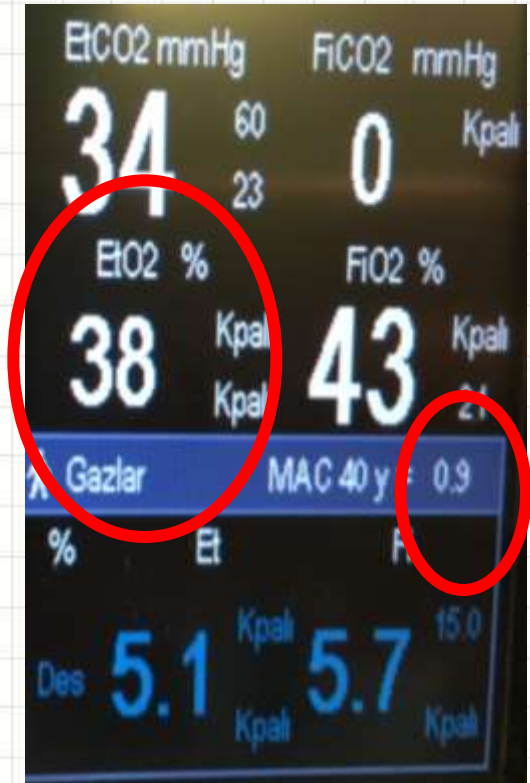 EtCO2 mmHg FiCO2 mmHg
34 60 23 0 Kpalı
EtO2 % FiO2 %
38 Kpalı Kpalı 43 Kpalı 21
Gazlar MAC 40 y = 0.9
% Et Fi
Des 5.1 Kpalı Kpalı 5.7 15.0 Kpalı